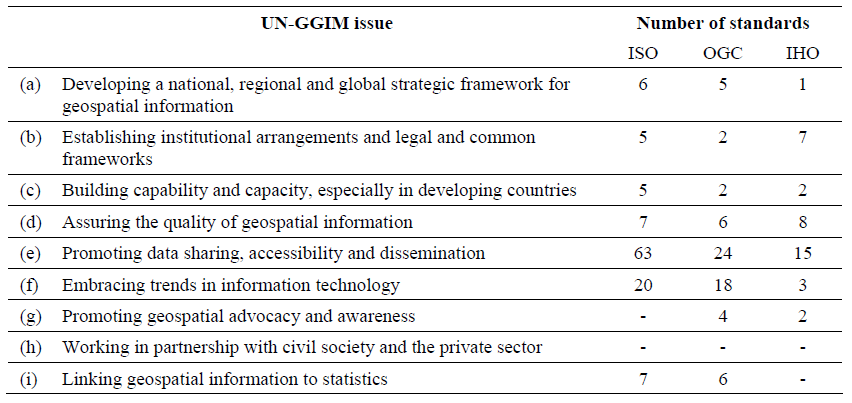 UN-GGIM issue Number of standards
ISO OGC IHO
(a) Developing a national, regional and global strategic framework for 6 5 1
geospatial information
(b) Establishing institutional arrangements and legal and common 5 2 7
frameworks
(c) Building capability and capacity, especially in developing countries 5 2 2
(d) Assuring the quality of geospatial information 7 6 8
(e) Promoting data sharing, accessibility and dissemination 63 24 15
(f) Embracing trends in information technology 20 18 3
(g) Promoting geospatial advocacy and awareness - 4 2
(h) Working in partnership with civil society and the private sector - - -
(i) Linking geospatial information to statistics 7 6 -